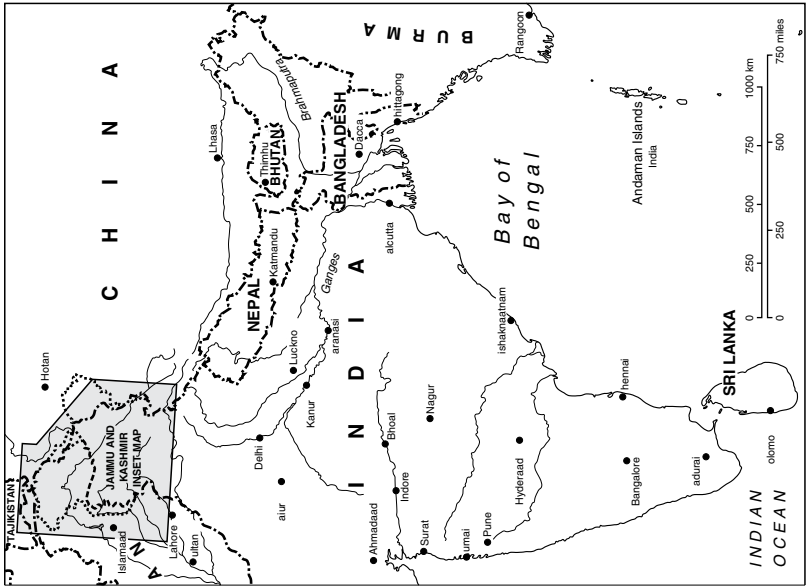 TAJIKISTAN
Hotan
JAMMU AND
KASHMIR
INSET-MAP
Islamaad
CHINA
AN
Lahore
ultan
Lhasa
NEPAL
Katmandu
Thimhu
BHUTAN
Delhi
aiur
Luckno
Kanur
Ganges
aranasi
Brahmaputra
BANGLADESH
Dacca
hittagong
BURMA
INDIA
Ahmadaad
Indore
Bhoal
alcutta
Surat
Nagur
umai
Pune
Hyderaad
ishaknaatnam
Bay of
Bengal
Rangoon
Bangalore
hennai
Andaman Islands
India
adurai
SRI LANKA
olomo
INDIAN
OCEAN
0 250 500 750 1000 km
0 250 500 750 miles